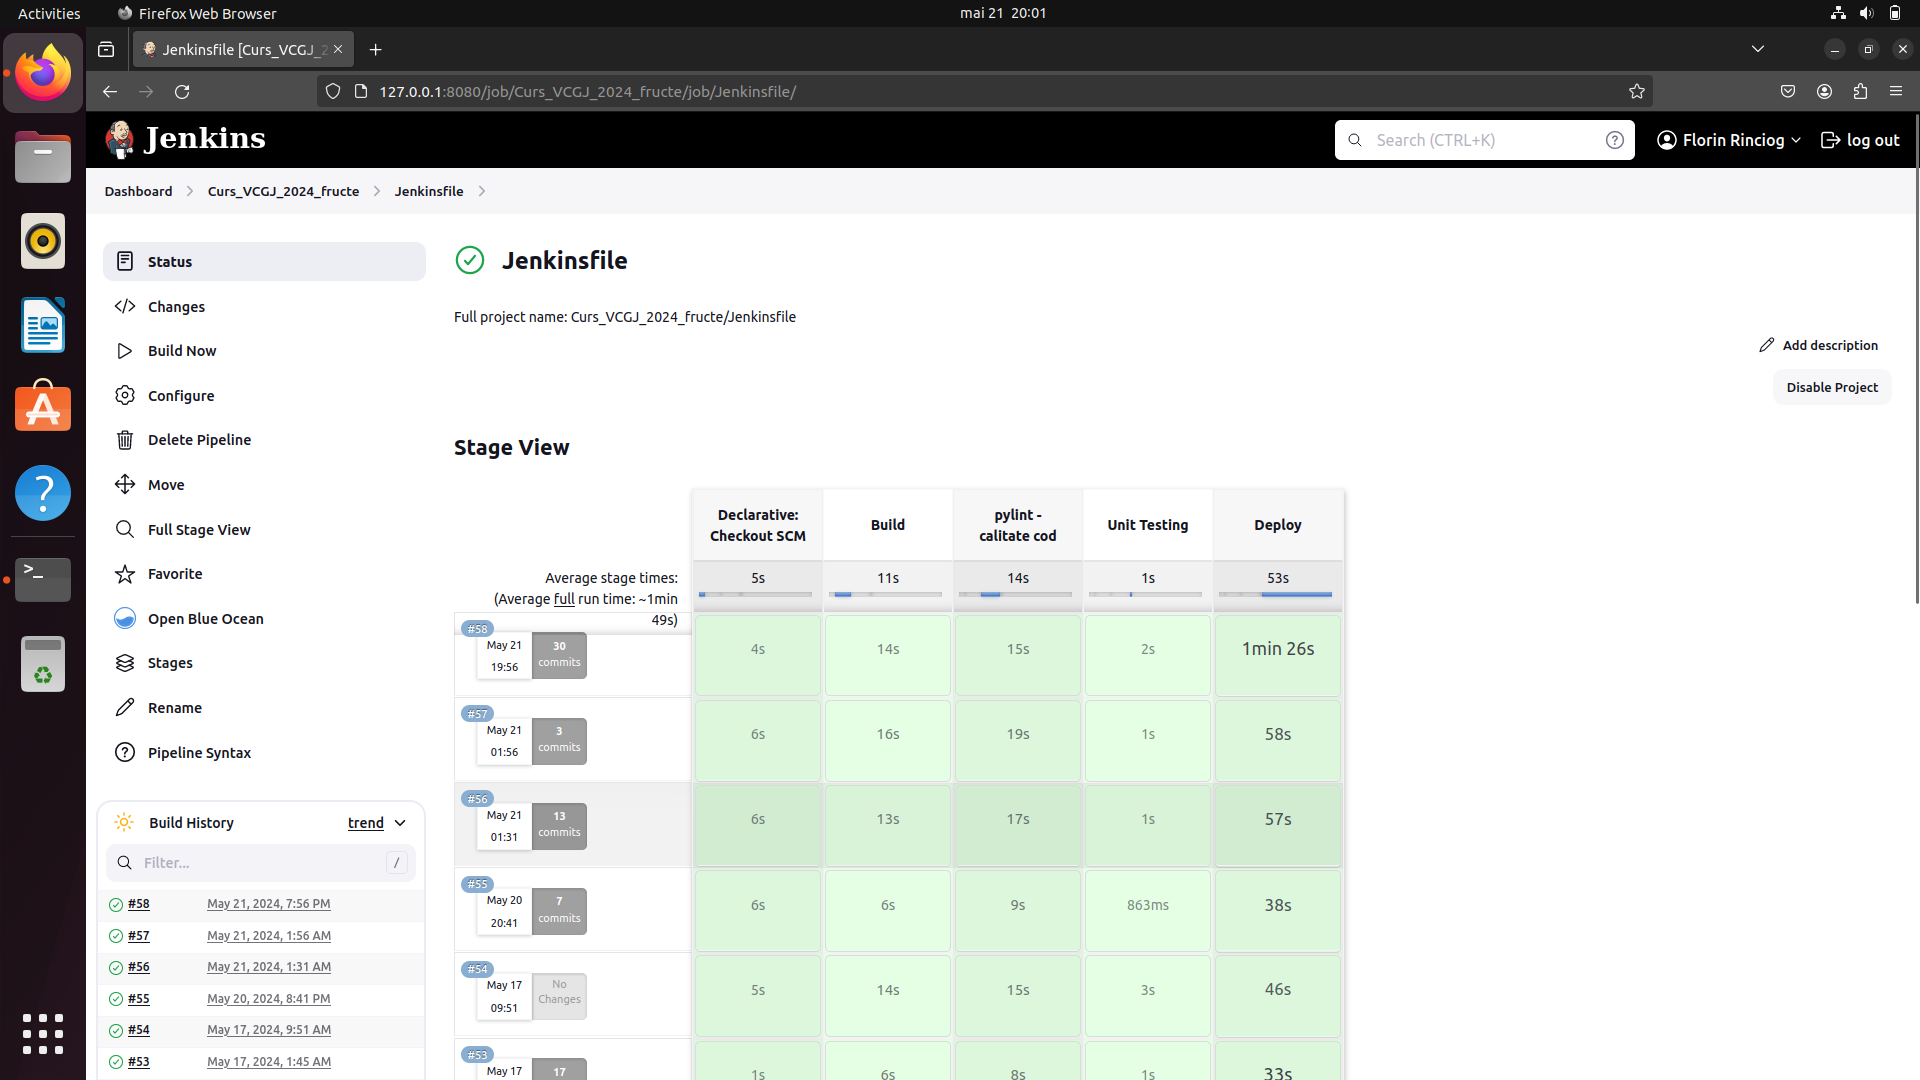 Activities
Firefox Web Browser
mai 21 20:01
Jenkinsfile [Curs_VCGJ_2
127.0.0.1:8080/job/Curs_VCGJ_2024_fructe/job/Jenkinsfile/
Jenkins
Search (CTRL+K)
Florin Rinciog
log out
Dashboard
Curs_VCGJ_2024_fructe
Jenkinsfile
Status
Changes
Build Now
Configure
Delete Pipeline
Move
Full Stage View
Favorite
Open Blue Ocean
Stages
Rename
Pipeline Syntax
Build History
trend
Filter...
/
#58 May 21, 2024, 7:56 PM
#57 May 21, 2024, 1:56 AM
#56 May 21, 2024, 1:31 AM
#55 May 20, 2024, 8:41 PM
#54 May 17, 2024, 9:51 AM
#53 May 17, 2024, 1:45 AM
Jenkinsfile
Full project name: Curs_VCGJ_2024_fructe/Jenkinsfile
Add description
Disable Project
Stage View
Declarative:
Checkout SCM
Build
pylint -
calitate cod
Unit Testing
Deploy
Average stage times:
(Average full run time: ~1min
49s)
5s 11s 14s 1s 53s
#58
May 21
19:56
30
commits
4s 14s 15s 2s 1min 26s
#57
May 21
01:56
3
commits
6s 16s 19s 1s 58s
#56
May 21
01:31
13
commits
6s 13s 17s 1s 57s
#55
May 20
20:41
7
commits
6s 6s 9s 863ms 38s
#54
May 17
09:51
No
Changes
5s 14s 15s 3s 46s
#53
May 17
17
1s 6s 8s 1s 33s